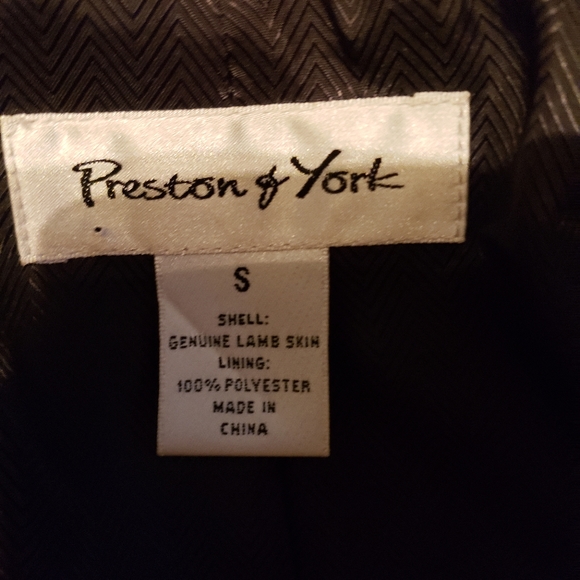 Preston & York
S
SHELL:
GENUINE LAMB SKIN
LINING:
100% POLYESTER
MADE IN
CHINA